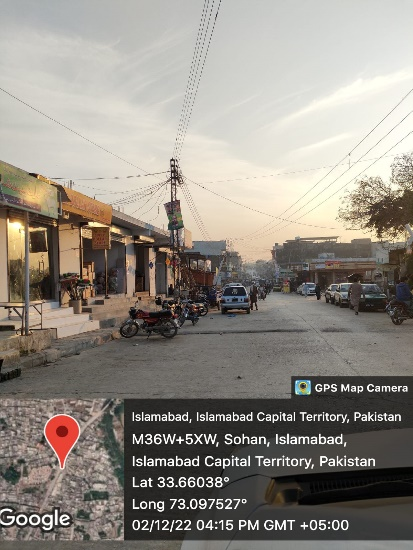 GPS Map Camera
Islamabad, Islamabad Capital Territory, Pakistan
M36W+5XW, Sohan, Islamabad,
Islamabad Capital Territory, Pakistan
Lat 33.66038°
Long 73.097527°
02/12/22 04:15 PM GMT +05:00
Google